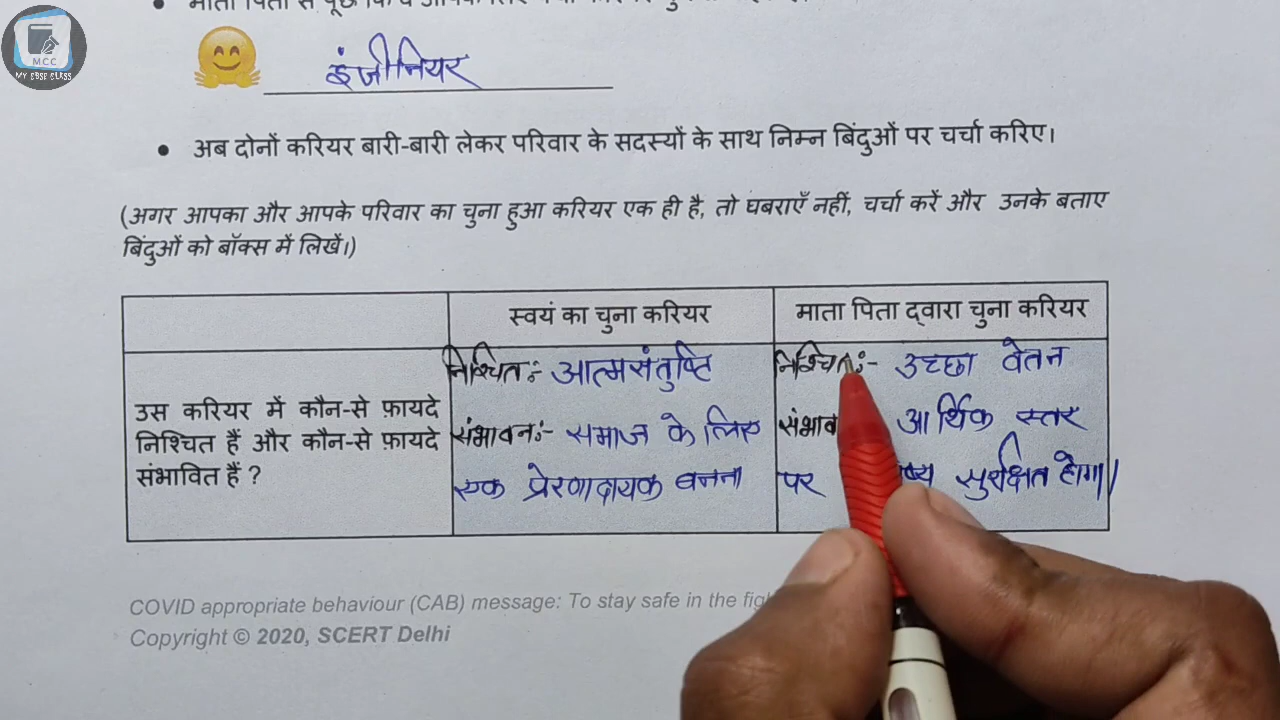 माता पिता से पूछें कि वे आपके लिए
MCC
MY CBSE CLASS
इंजीनियर
• अब दोनों करियर बारी-बारी लेकर परिवार के सदस्यों के साथ निम्न बिंदुओं पर चर्चा करिए।
(अगर आपका और आपके परिवार का चुना हुआ करियर एक ही है, तो घबराएँ नहीं, चर्चा करें और उनके बताए
बिंदुओं को बॉक्स में लिखें।)
स्वयं का चुना करियर
माता पिता द्वारा चुना करियर
उस करियर में कौन-से फ़ायदे
निश्चित हैं और कौन-से फ़ायदे
संभावित हैं ?
निश्चित:- आत्मसंतुष्टि
संभावन:- समाज के लिए
एक प्रेरणादायक बनना
निश्चित:- उच्छा वेतन
आर्थिक स्तर
पर सुरक्षित होगा।
COVID appropriate behaviour (CAB) message: To stay safe in the
Copyright © 2020, SCERT Delhi